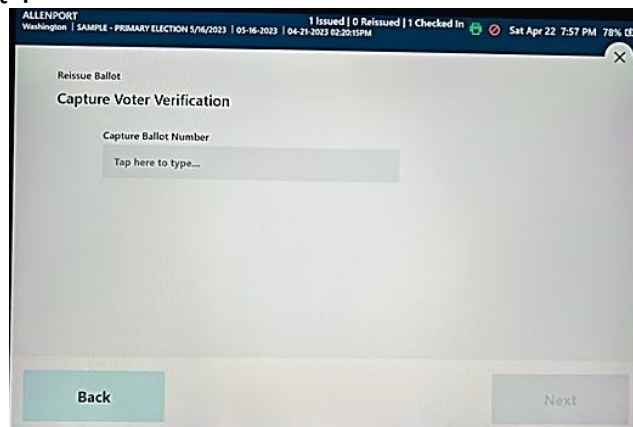 ALLENPORT
1 Issued | 0 Reissued | 1 Checked In
Sat Apr 22 7:57 PM 78%
Washington | SAMPLE - PRIMARY ELECTION 5/16/2023 | 05-16-2023 | 04-21-2023 02:20:15PM
Reissue Ballot
Capture Voter Verification
Capture Ballot Number
Tap here to type...
Back
Next